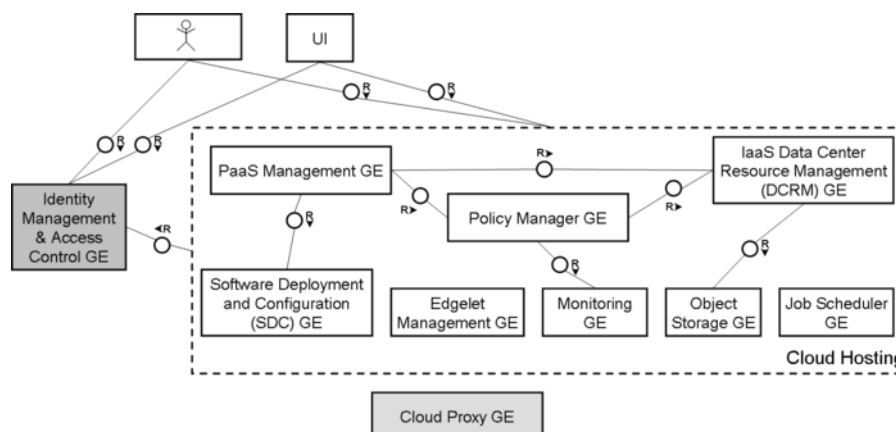 UI
R
R
R
R
PaaS Management GE
R
IaaS Data Center
Resource Management
(DCRM) GE
Identity
Management
& Access
Control GE
R
R
R
Policy Manager GE
R
R
R
Software Deployment
and Configuration
(SDC) GE
Edgelet
Management GE
Monitoring
GE
Object
Storage GE
Job Scheduler
GE
Cloud Hosting
Cloud Proxy GE